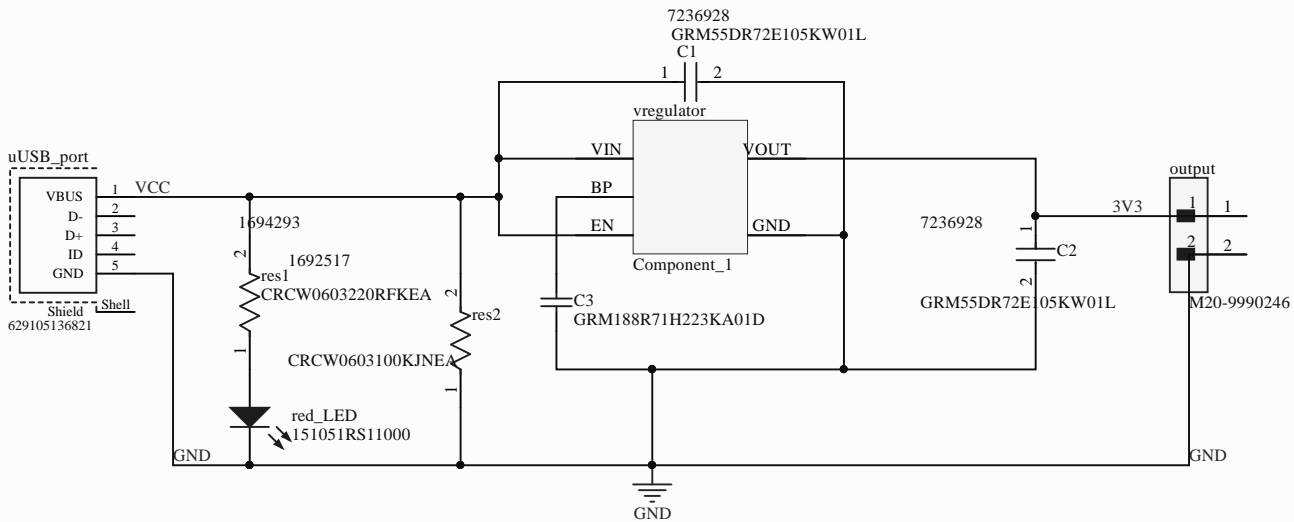 7236928
GRM55DR72E105KW01L
C1
1 2
vregulator
uUSB_port
VIN VOUT
output
VBUS 1 VCC
BP
1 3V3 1
D- 2
1694293
7236928
D+ 3
EN GND
1
2 2
ID 4
2
C2
GND 5
1692517
Component_1
res1
2
CRCW0603220RFKEA
2
C3
GRM55DR72E105KW01L
M20-9990246
Shield Shell
629105136821
GRM188R71H223KA01D
res2
1
CRCW0603100KJNEA
1
red_LED
151051RS11000
GND
GND
GND